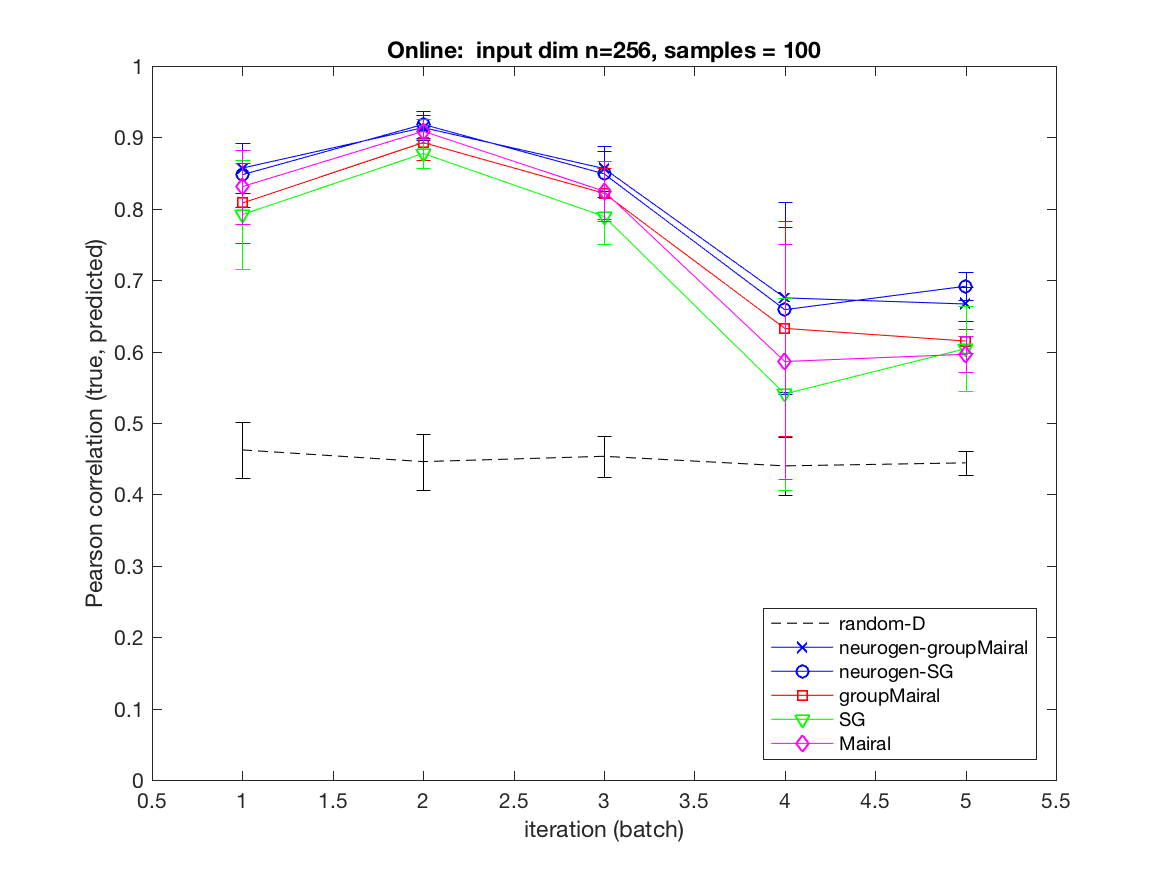 Online: input dim n=256, samples = 100
1
0.9
0.8
0.7
0.6
0.5
0.4
0.3
0.2
0.1
0
Pearson correlation (true, predicted)
0.5 1 1.5 2 2.5 3 3.5 4 4.5 5 5.5
iteration (batch)
random-D
neurogen-groupMairal
neurogen-SG
groupMairal
SG
Mairal